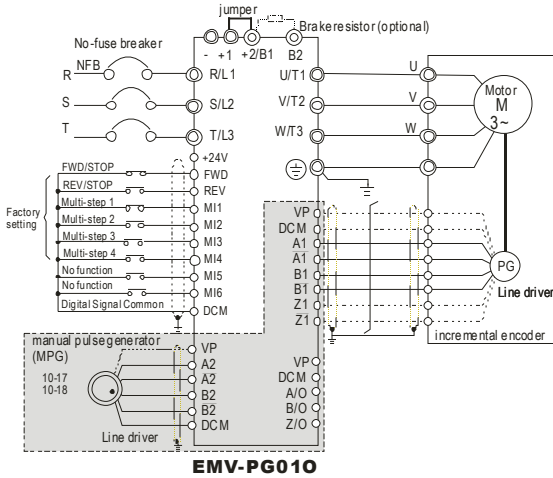 jumper
Brake resistor (optional)
- +1 +2/B1 B2
No-fuse breaker
NFB
R R/L1 U/T1 U
S S/L2 V/T2 V
T T/L3 W/T3 W
Motor
M
3~
+24V
FWD/STOP FWD
REV/STOP REV
Multi-step 1 MI1
Multi-step 2 MI2
Multi-step 3 MI3
Multi-step 4 MI4
No function MI5
No function MI6
Digital Signal Common DCM
Factory
setting
VP
DCM
A1
A1
B1
B1
Z1
Z1
PG
Line driver
incremental encoder
manual pulse generator
(MPG)
10-17
10-18
VP
A2
A2
B2
B2
DCM
Line driver
VP
DCM
A/O
B/O
Z/O
EMV-PG01O